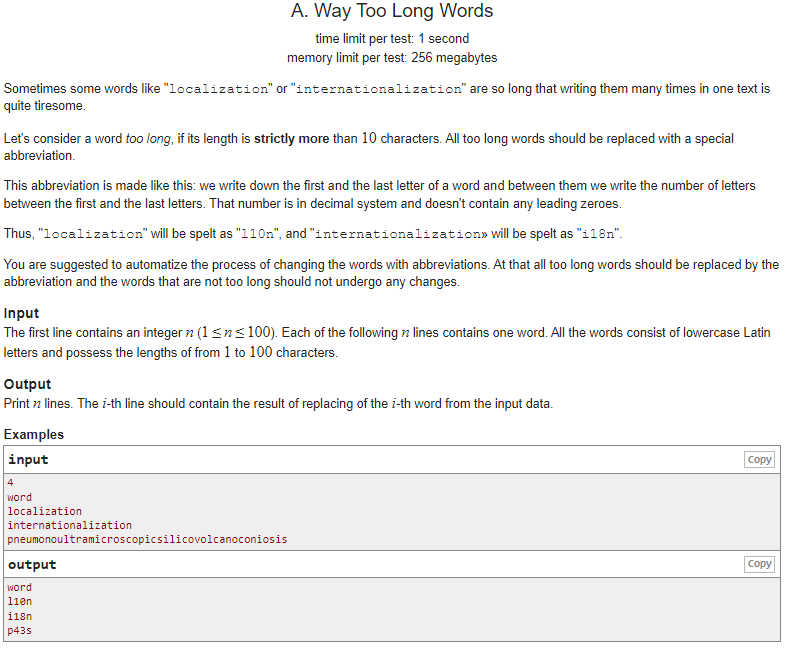 A. Way Too Long Words
time limit per test: 1 second
memory limit per test: 256 megabytes
Sometimes some words like "localization" or "internationalization" are so long that writing them many times in one text is
quite tiresome.
Let's consider a word too long, if its length is strictly more than 10 characters. All too long words should be replaced with a special
abbreviation.
This abbreviation is made like this: we write down the first and the last letter of a word and between them we write the number of letters
between the first and the last letters. That number is in decimal system and doesn't contain any leading zeroes.
Thus, "localization" will be spelt as "l10n", and "internationalization» will be spelt as "i18n".
You are suggested to automatize the process of changing the words with abbreviations. At that all too long words should be replaced by the
abbreviation and the words that are not too long should not undergo any changes.
Input
The first line contains an integer n (1 ≤ n ≤ 100). Each of the following n lines contains one word. All the words consist of lowercase Latin
letters and possess the lengths of from 1 to 100 characters.
Output
Print n lines. The i-th line should contain the result of replacing of the i-th word from the input data.
Examples
input Copy
4
word
localization
internationalization
pneumonoultramicroscopicsilicovolcanoconiosis
output Copy
word
l10n
i18n
p43s